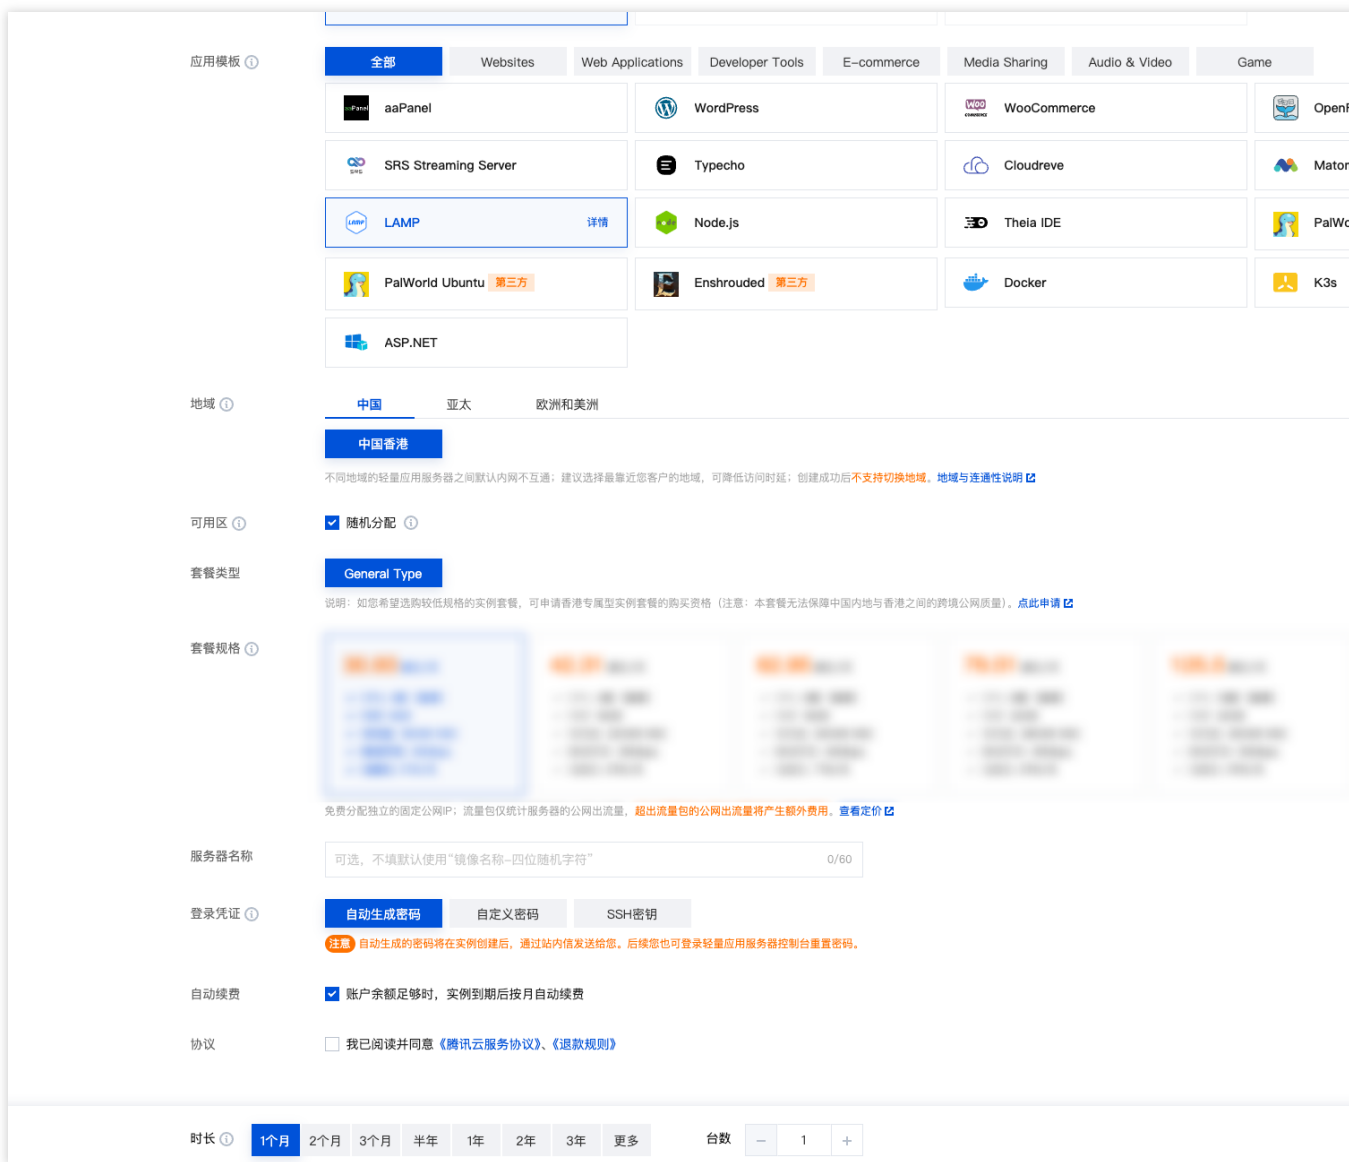 应用模板
全部 Websites Web Applications Developer Tools E-commerce Media Sharing Audio & Video Game
aaPanel WordPress WooCommerce OpenF
SRS Streaming Server Typecho Cloudreve Mator
LAMP 详情 Node.js Theia IDE PalWo
PalWorld Ubuntu 第三方 Enshrouded 第三方 Docker K3s
ASP.NET
地域 中国 亚太 欧洲和美洲
中国香港
不同地域的轻量应用服务器之间默认内网不互通；建议选择最靠近您客户的地域，可降低访问时延；创建成功后不支持切换地域。地域与连通性说明
可用区 随机分配
套餐类型 General Type
说明：如您希望选购较低规格的实例套餐，可申请香港专属型实例套餐的购买资格（注意：本套餐无法保障中国内地与香港之间的跨境公网质量）。点此申请
套餐规格
免费分配独立的固定公网IP；流量包仅统计服务器的公网出流量，超出流量包的公网出流量将产生额外费用。查看定价
服务器名称 可选，不填默认使用“镜像名称-四位随机字符” 0/60
登录凭证 自动生成密码 自定义密码 SSH密钥
注意 自动生成的密码将在实例创建后，通过站内信发送给您。后续您也可登录轻量应用服务器控制台重置密码。
自动续费 账户余额足够时，实例到期后按月自动续费
协议 我已阅读并同意《腾讯云服务协议》、《退款规则》
时长 1个月 2个月 3个月 半年 1年 2年 3年 更多 台数 − 1 +